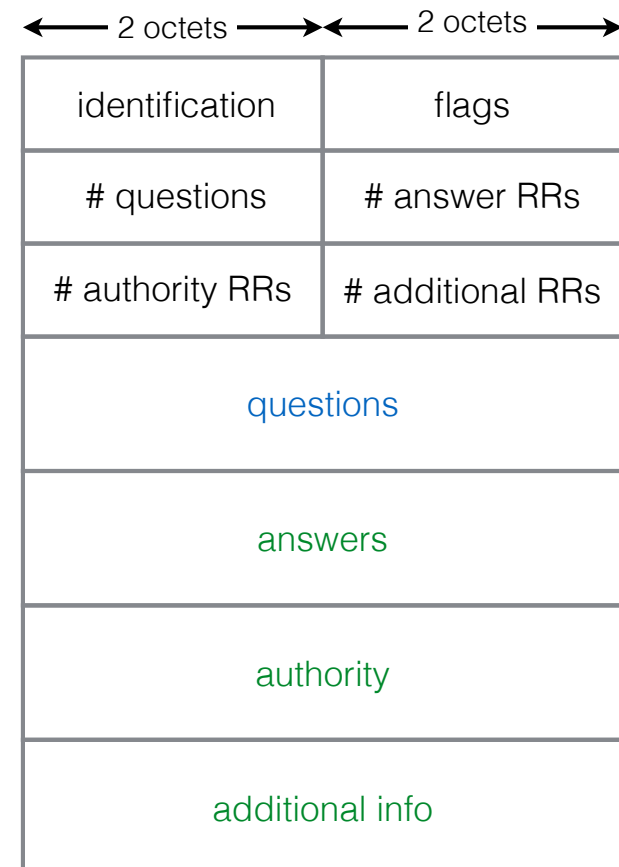 2 octets 2 octets
identification flags
# questions # answer RRs
# authority RRs # additional RRs
questions
answers
authority
additional info